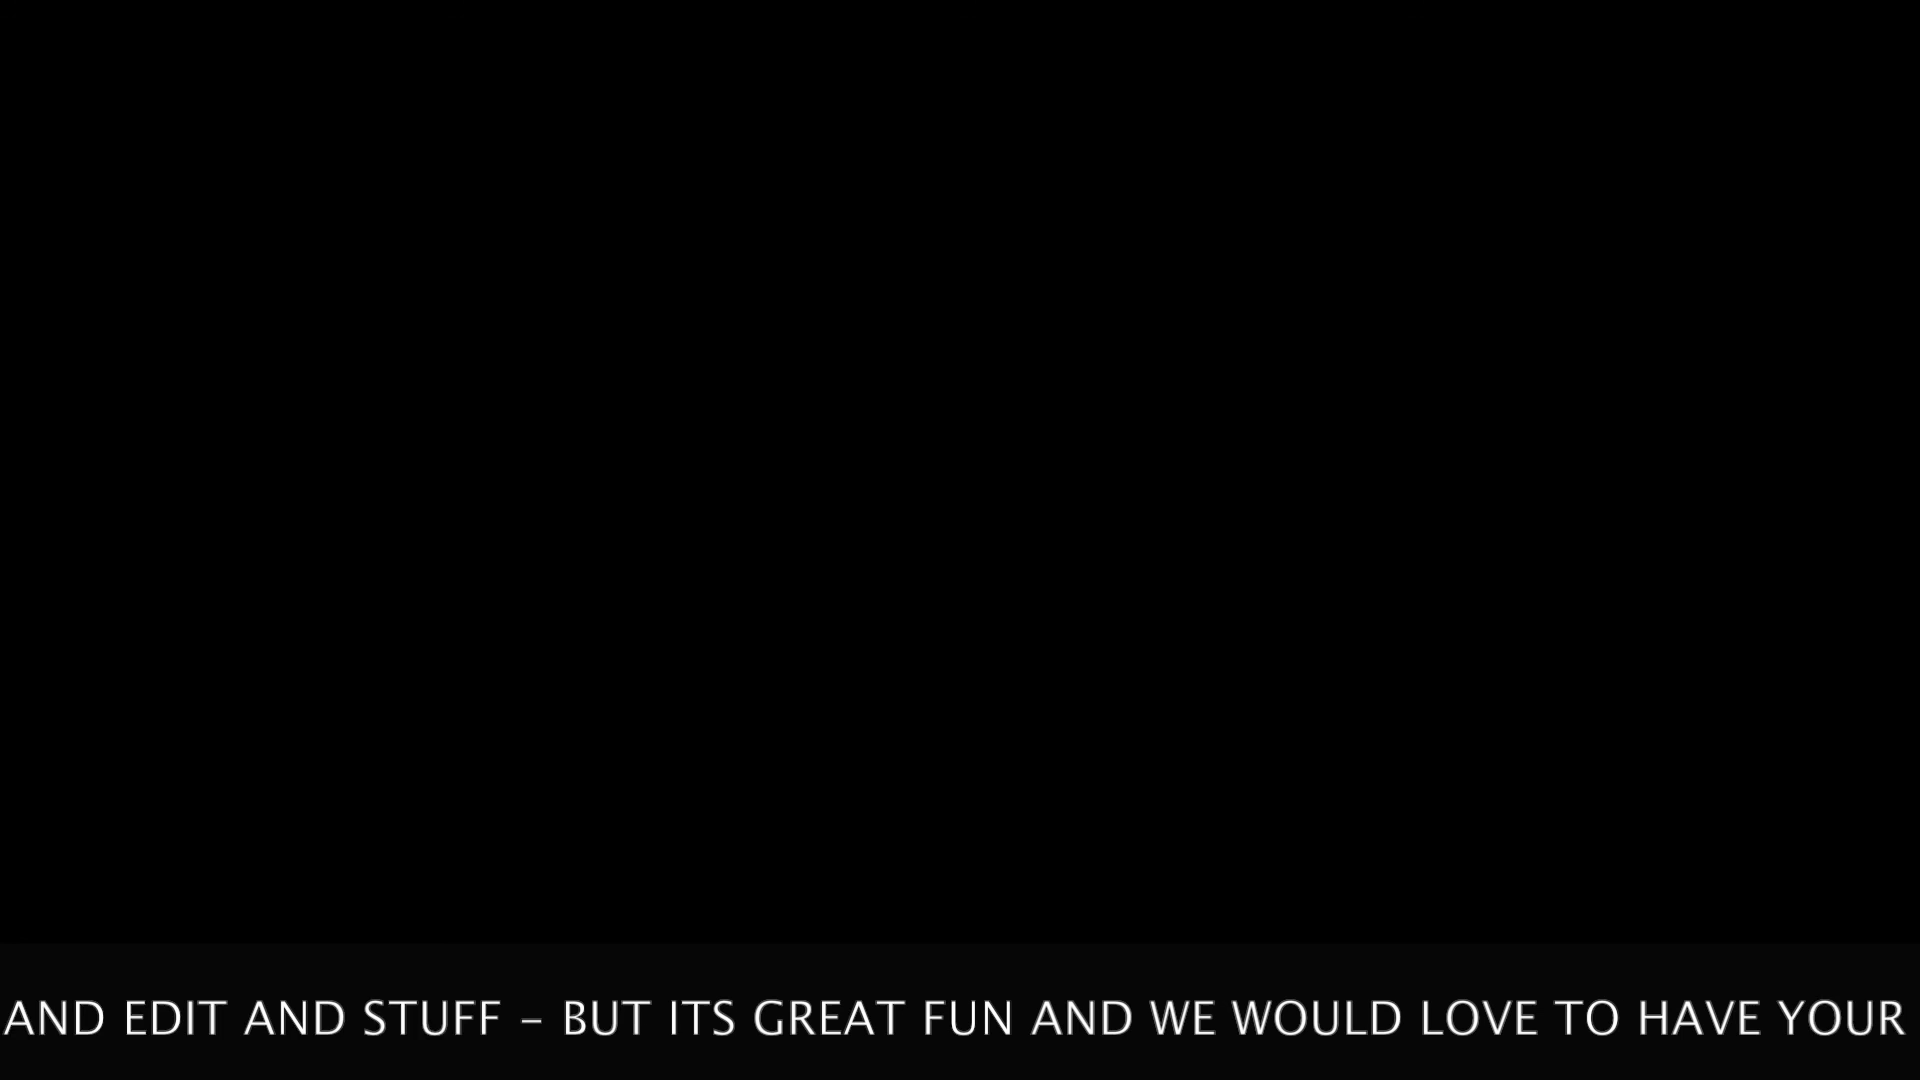 AND EDIT AND STUFF – BUT ITS GREAT FUN AND WE WOULD LOVE TO HAVE YOUR